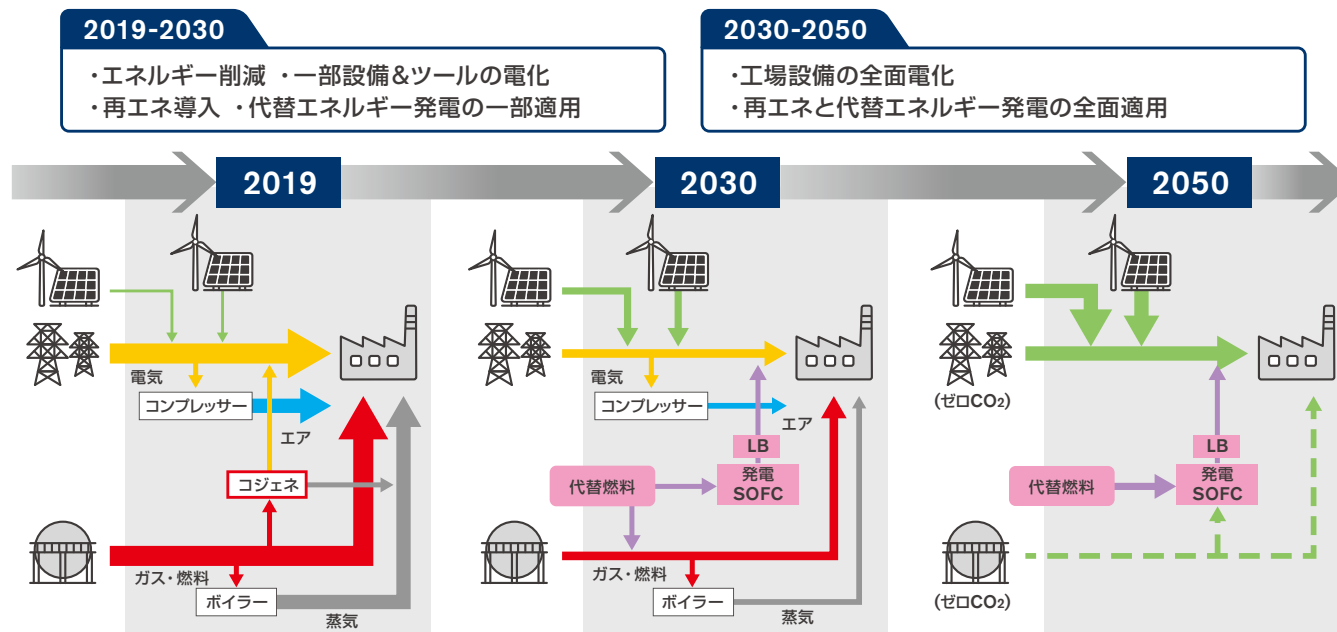 2019-2030
・エネルギー削減 ・一部設備&ツールの電化
・再エネ導入 ・代替エネルギー発電の一部適用
2030-2050
・工場設備の全面電化
・再エネと代替エネルギー発電の全面適用
2019
2030
2050
電気
コンプレッサー
エア
コジェネ
ガス・燃料
ボイラー
蒸気
電気
コンプレッサー
エア
LB
代替燃料
発電
SOFC
ガス・燃料
ボイラー
蒸気
(ゼロCO₂)
LB
代替燃料
発電
SOFC
(ゼロCO₂)